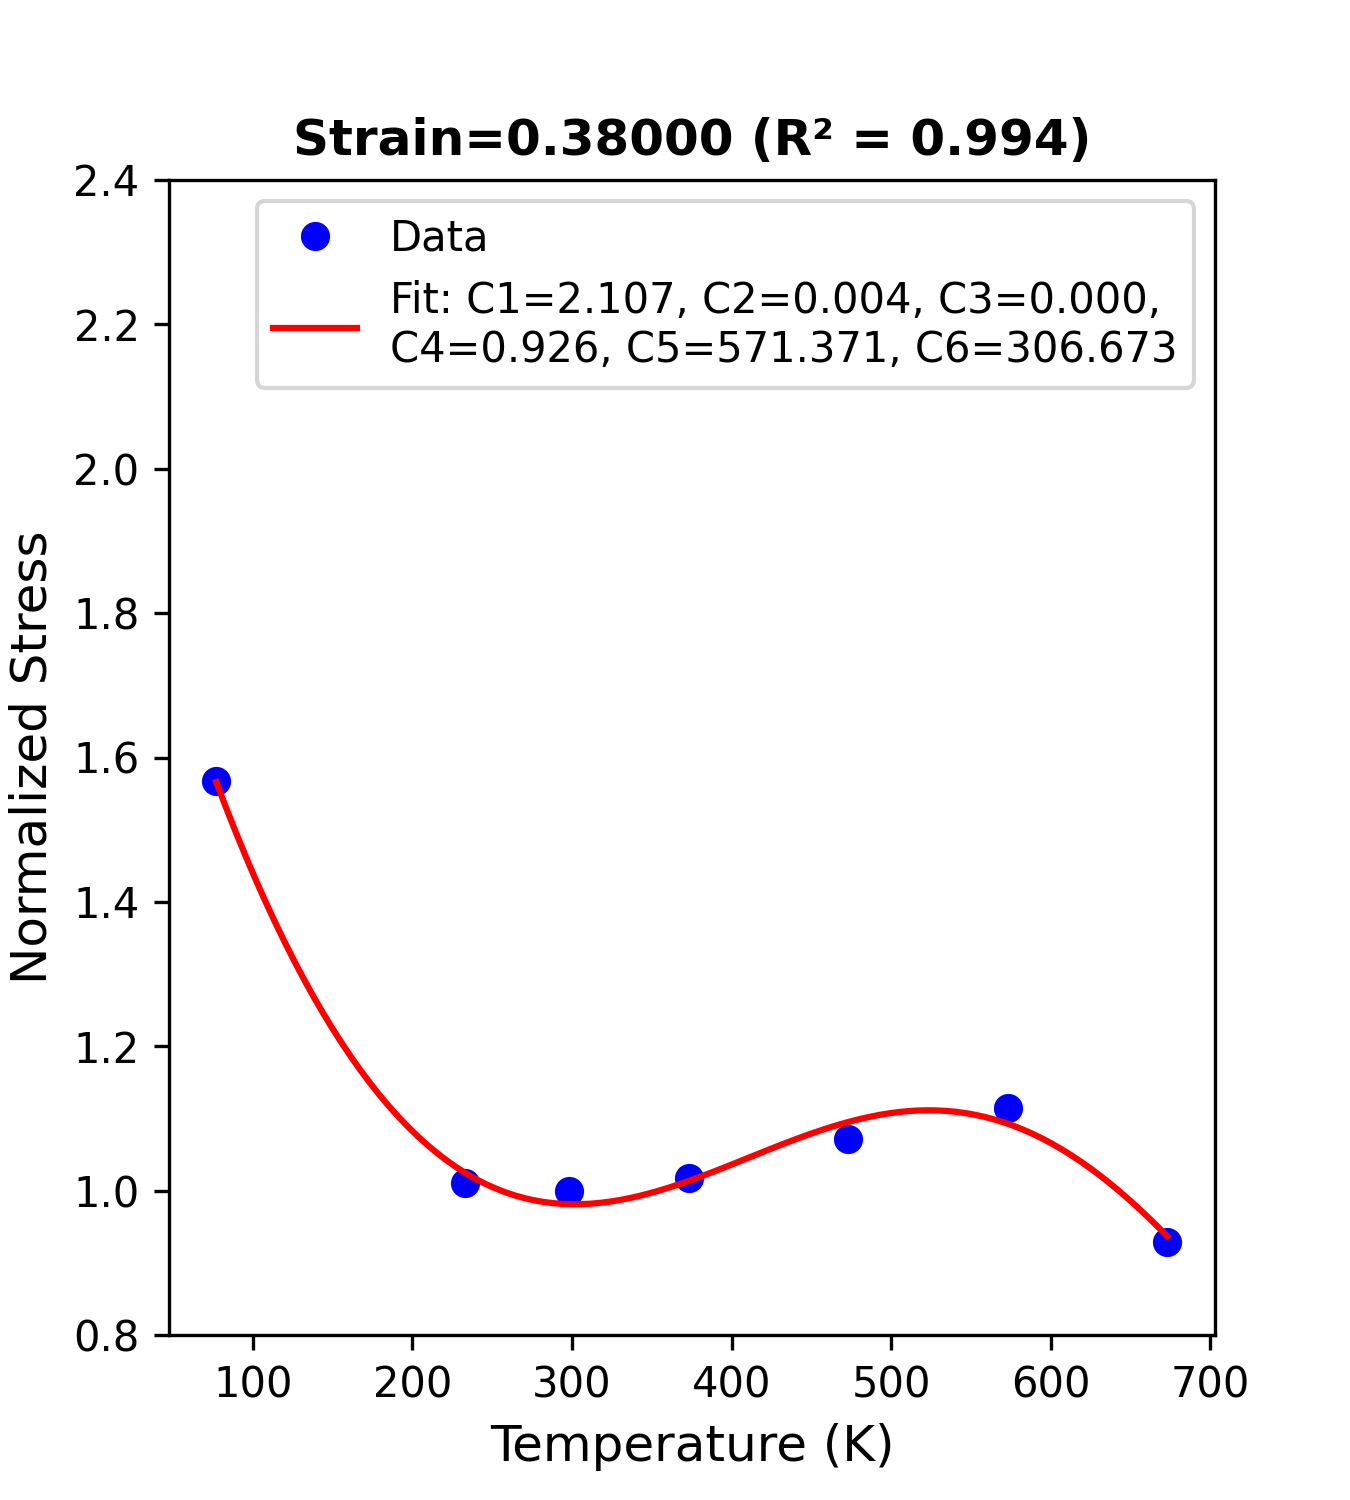 Strain=0.38000 (R² = 0.994)
Data
Fit: C1=2.107, C2=0.004, C3=0.000,
C4=0.926, C5=571.371, C6=306.673
2.4
2.2
2.0
1.8
1.6
1.4
1.2
1.0
0.8
Normalized Stress
100 200 300 400 500 600 700
Temperature (K)